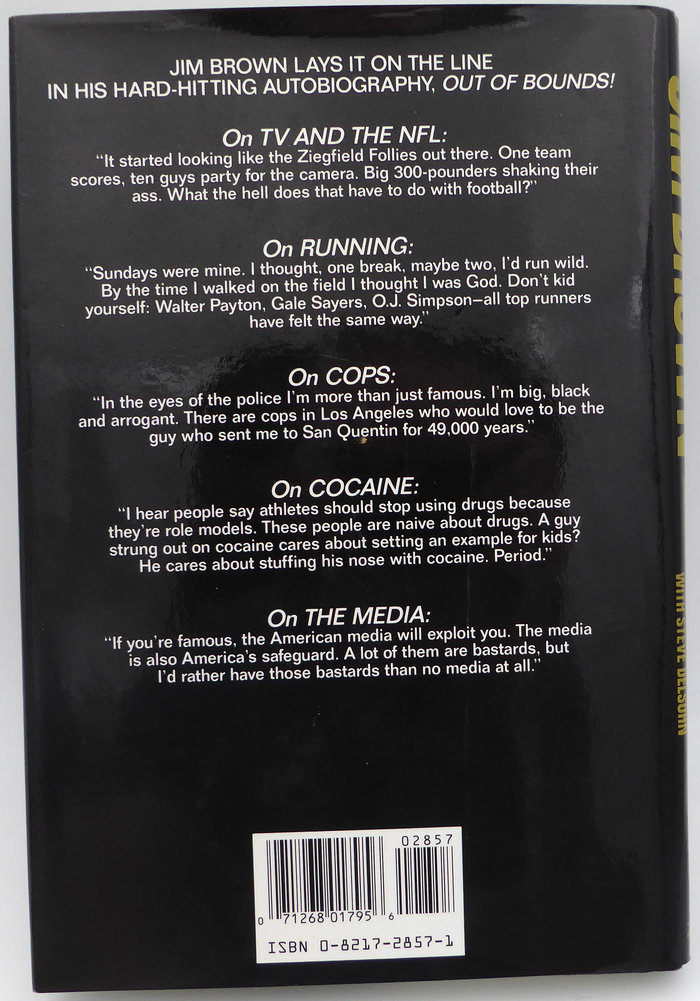 JIM BROWN LAYS IT ON THE LINE
IN HIS HARD-HITTING AUTOBIOGRAPHY, OUT OF BOUNDS!
On TV AND THE NFL:
“It started looking like the Ziegfield Follies out there. One team
scores, ten guys party for the camera. Big 300-pounders shaking their
ass. What the hell does that have to do with football?”
On RUNNING:
“Sundays were mine. I thought, one break, maybe two, I'd run wild.
By the time I walked on the field I thought I was God. Don't kid
yourself: Walter Payton, Gale Sayers, O.J. Simpson—all top runners
have felt the same way.”
On COPS:
“In the eyes of the police I'm more than just famous. I'm big, black
and arrogant. There are cops in Los Angeles who would love to be the
guy who sent me to San Quentin for 49,000 years.”
On COCAINE:
“I hear people say athletes should stop using drugs because
they're role models. These people are naive about drugs. A guy
strung out on cocaine cares about setting an example for kids?
He cares about stuffing his nose with cocaine. Period.”
On THE MEDIA:
“If you're famous, the American media will exploit you. The media
is also America's safeguard. A lot of them are bastards, but
I'd rather have those bastards than no media at all.”
02857
0 71268 01795 6
ISBN 0-8217-2857-1
JIM BROWN
WITH STEVE DELSOHN